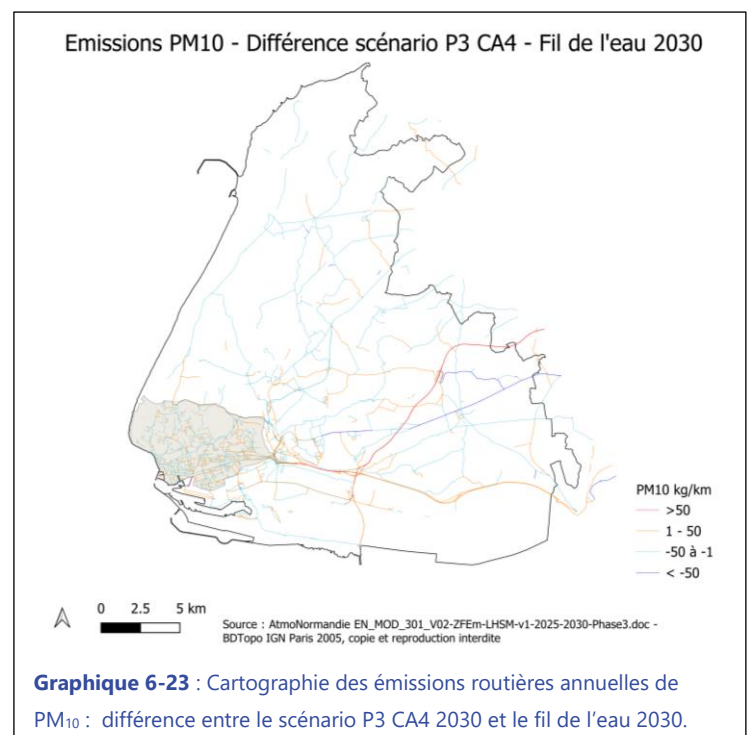 Emissions PM10 - Différence scénario P3 CA4 - Fil de l'eau 2030
PM10 kg/km
>50
1 - 50
-50 à -1
< -50
0 2.5 5 km
Source : AtmoNormandie EN_MOD_301_V02-ZFEm-LHSM-v1-2025-2030-Phase3.doc -
BDTopo IGN Paris 2005, copie et reproduction interdite
Graphique 6-23 : Cartographie des émissions routières annuelles de
PM₁₀ : différence entre le scénario P3 CA4 2030 et le fil de l’eau 2030.